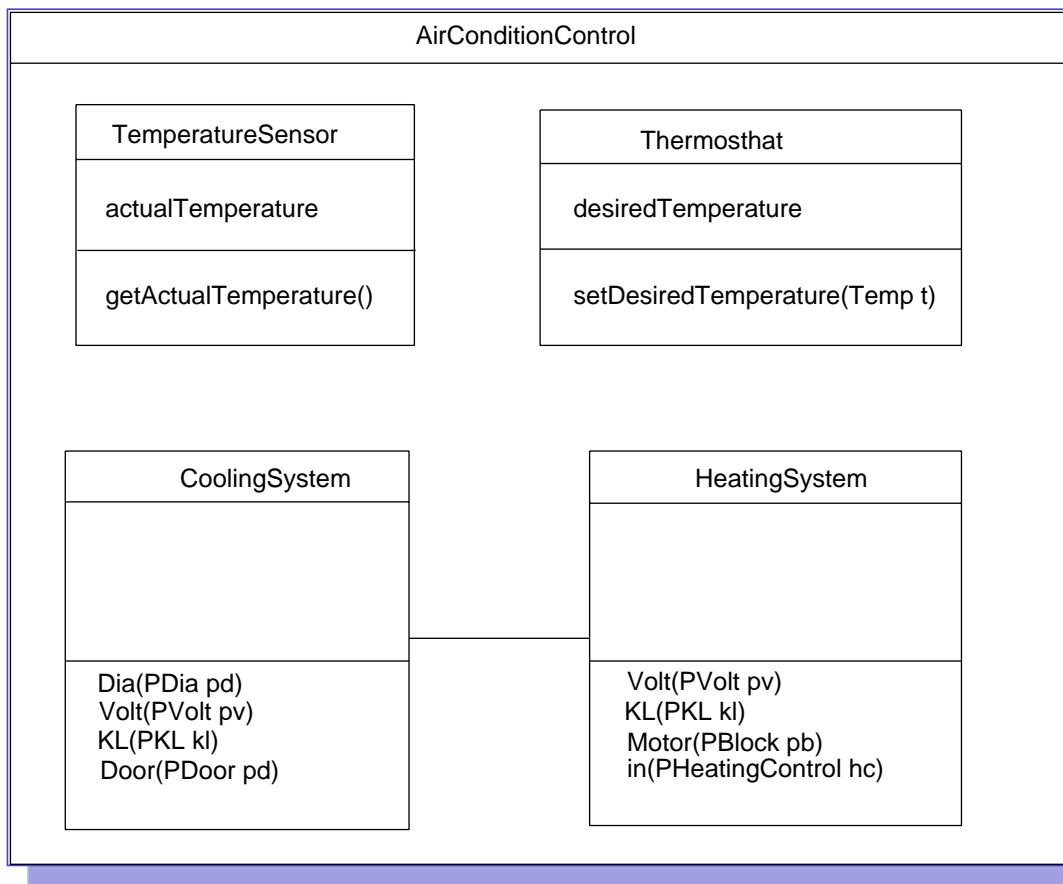 AirConditionControl
TemperatureSensor
actualTemperature
getActualTemperature()
Thermosthat
desiredTemperature
setDesiredTemperature(Temp t)
CoolingSystem
Dia(PDia pd)
Volt(PVolt pv)
KL(PKL kl)
Door(PDoor pd)
HeatingSystem
Volt(PVolt pv)
KL(PKL kl)
Motor(PBlock pb)
in(PHeatingControl hc)